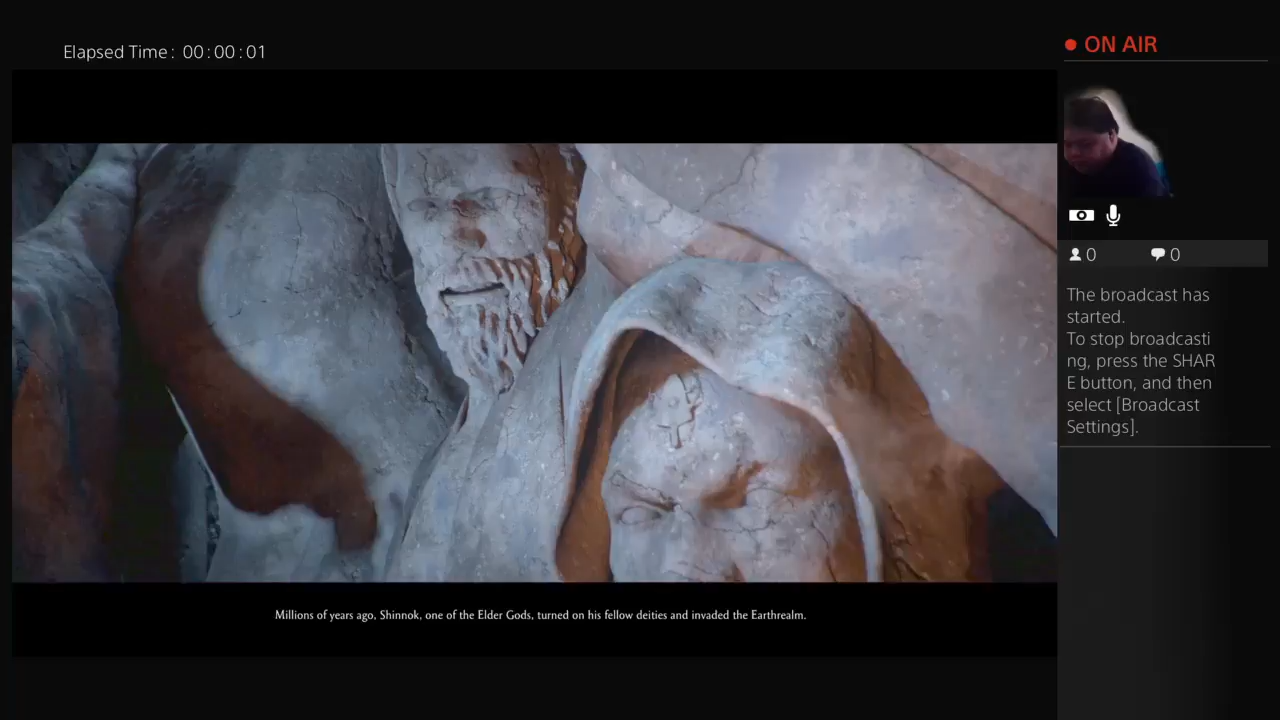 Elapsed Time: 00:00:01
ON AIR
0
0
The broadcast has
started.
To stop broadcasti
ng, press the SHAR
E button, and then
select [Broadcast
Settings].
Millions of years ago, Shinnok, one of the Elder Gods, turned on his fellow deities and invaded the Earthrealm.